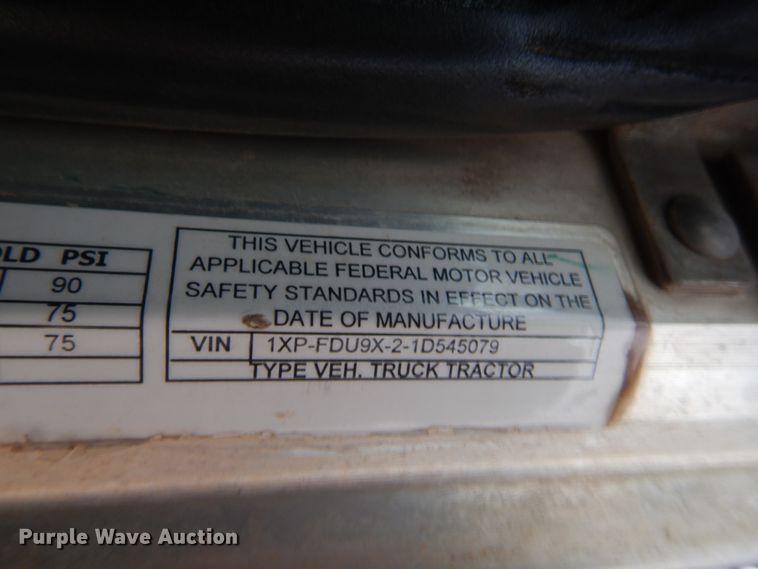 OLD PSI
90
75
75
THIS VEHICLE CONFORMS TO ALL
APPLICABLE FEDERAL MOTOR VEHICLE
SAFETY STANDARDS IN EFFECT ON THE
DATE OF MANUFACTURE
VIN 1XP-FDU9X-2-1D545079
TYPE VEH. TRUCK TRACTOR
Purple Wave Auction